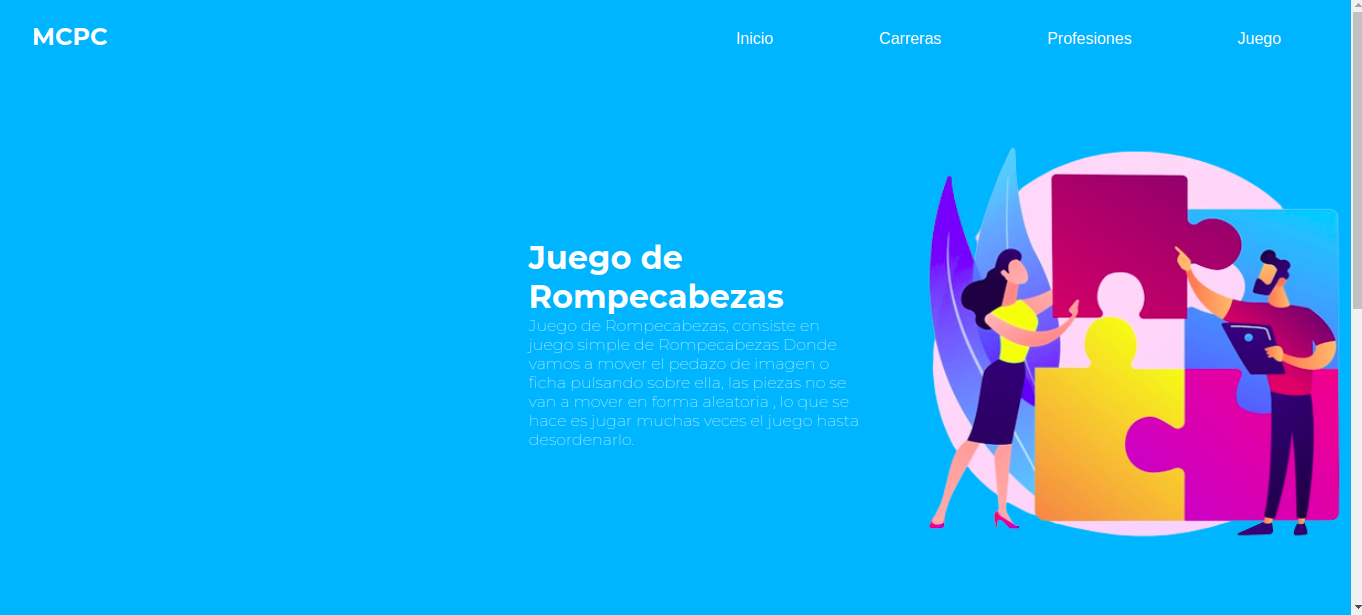 MCPC
Inicio
Carreras
Profesiones
Juego
Juego de
Rompecabezas
Juego de Rompecabezas, consiste en
juego simple de Rompecabezas Donde
vamos a mover el pedazo de imagen o
ficha pulsando sobre ella, las piezas no se
van a mover en forma aleatoria , lo que se
hace es jugar muchas veces el juego hasta
desordenarlo.